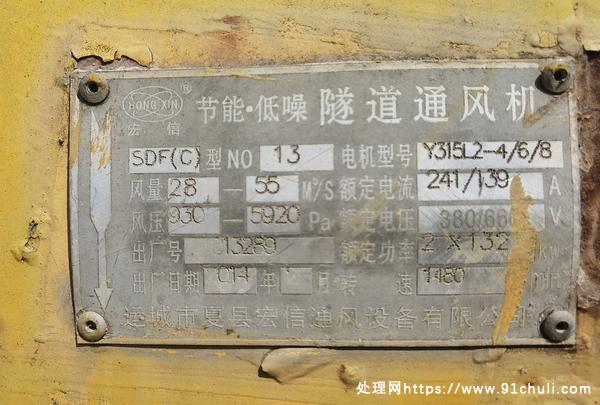 HONG XIN ®
宏信
节能·低噪 隧道通风机
SDF(C) 型 NO 13 电机型号 Y315L2-4/6/8
风量 28 — 55 M³/S 额定电流 241/139 A
风压 930 — 5920 Pa 额定电压 380/660 V
出厂号 013289 额定功率 2×132 kw
出厂日期 014 年 月 转速 1480
运城市夏县宏信通风设备有限公司
处理网https://www.91chuli.com/